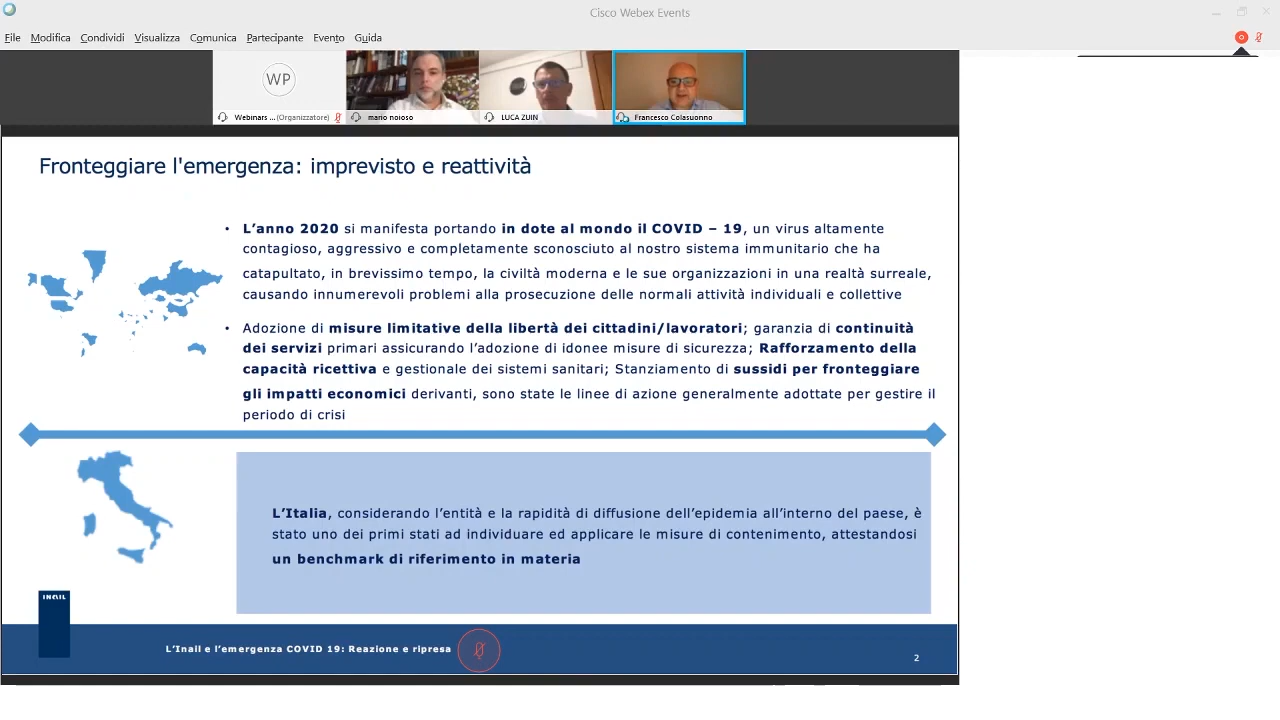 Cisco Webex Events
File Modifica Condividi Visualizza Comunica Partecipante Evento Guida
WP
Webinars ... (Organizzatore) mario noioso LUCA ZUIN Francesco Colasuonno
Fronteggiare l'emergenza: imprevisto e reattività
• L’anno 2020 si manifesta portando in dote al mondo il COVID – 19, un virus altamente
contagioso, aggressivo e completamente sconosciuto al nostro sistema immunitario che ha
catapultato, in brevissimo tempo, la civiltà moderna e le sue organizzazioni in una realtà surreale,
causando innumerevoli problemi alla prosecuzione delle normali attività individuali e collettive
• Adozione di misure limitative della libertà dei cittadini/lavoratori; garanzia di continuità
dei servizi primari assicurando l’adozione di idonee misure di sicurezza; Rafforzamento della
capacità ricettiva e gestionale dei sistemi sanitari; Stanziamento di sussidi per fronteggiare
gli impatti economici derivanti, sono state le linee di azione generalmente adottate per gestire il
periodo di crisi
L’Italia, considerando l’entità e la rapidità di diffusione dell’epidemia all’interno del paese, è
stato uno dei primi stati ad individuare ed applicare le misure di contenimento, attestandosi
un benchmark di riferimento in materia
INAIL
L’Inail e l’emergenza COVID 19: Reazione e ripresa
2